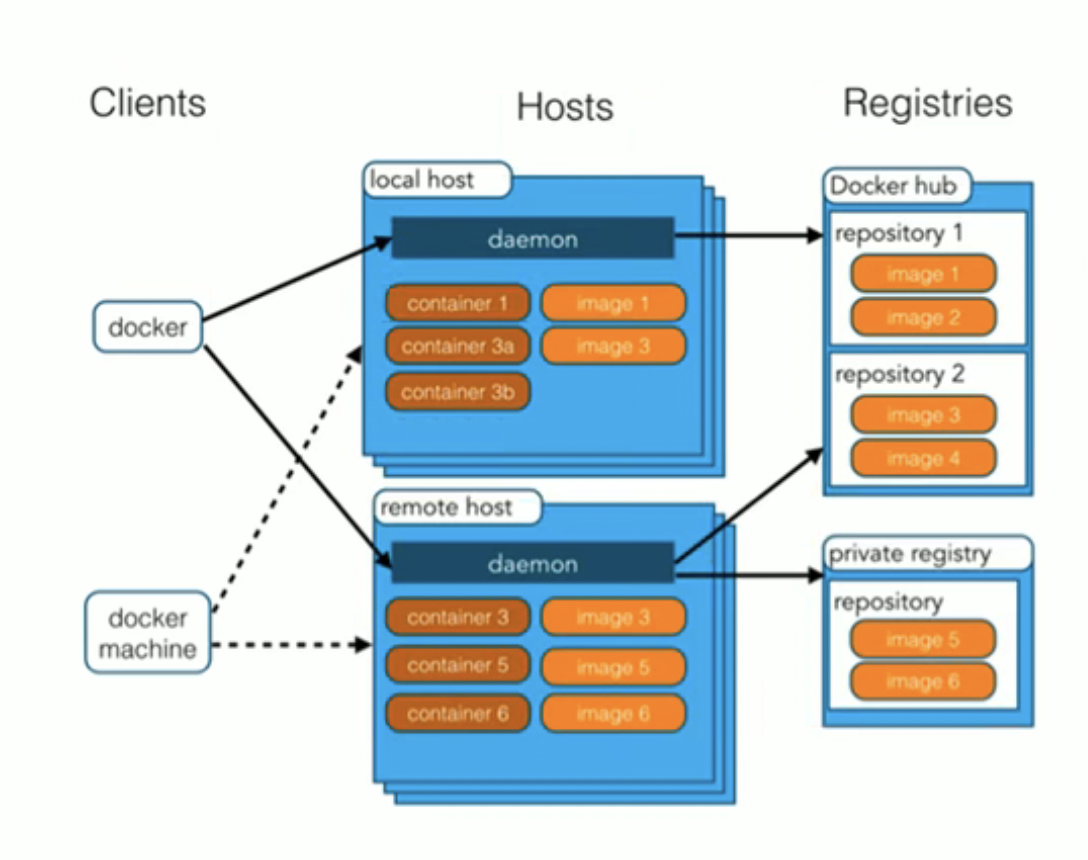 Clients
Hosts
Registries
docker
docker
machine
local host
daemon
container 1
image 1
container 3a
image 3
container 3b
remote host
daemon
container 3
image 3
container 5
image 5
container 6
image 6
Docker hub
repository 1
image 1
image 2
repository 2
image 3
image 4
private registry
repository
image 5
image 6